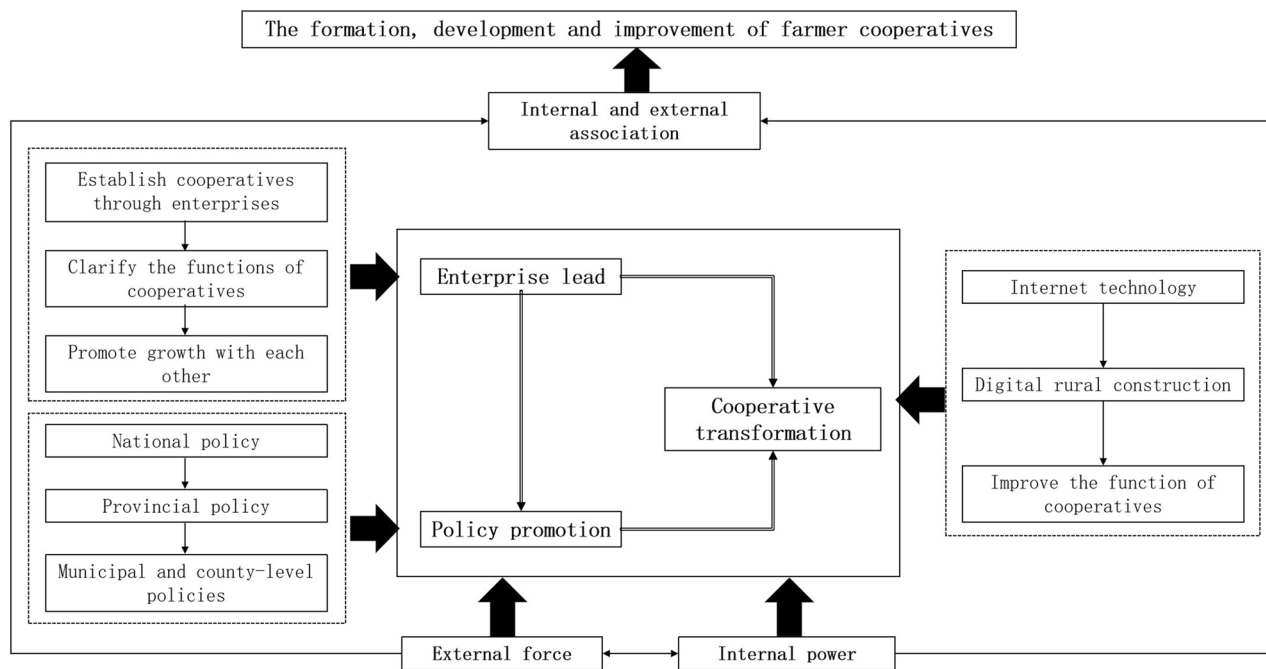 The formation, development and improvement of farmer cooperatives
Internal and external
association
Establish cooperatives
through enterprises
Clarify the functions of
cooperatives
Promote growth with each
other
National policy
Provincial policy
Municipal and county-level
policies
Enterprise lead
Cooperative
transformation
Policy promotion
Internet technology
Digital rural construction
Improve the function of
cooperatives
External force
Internal power